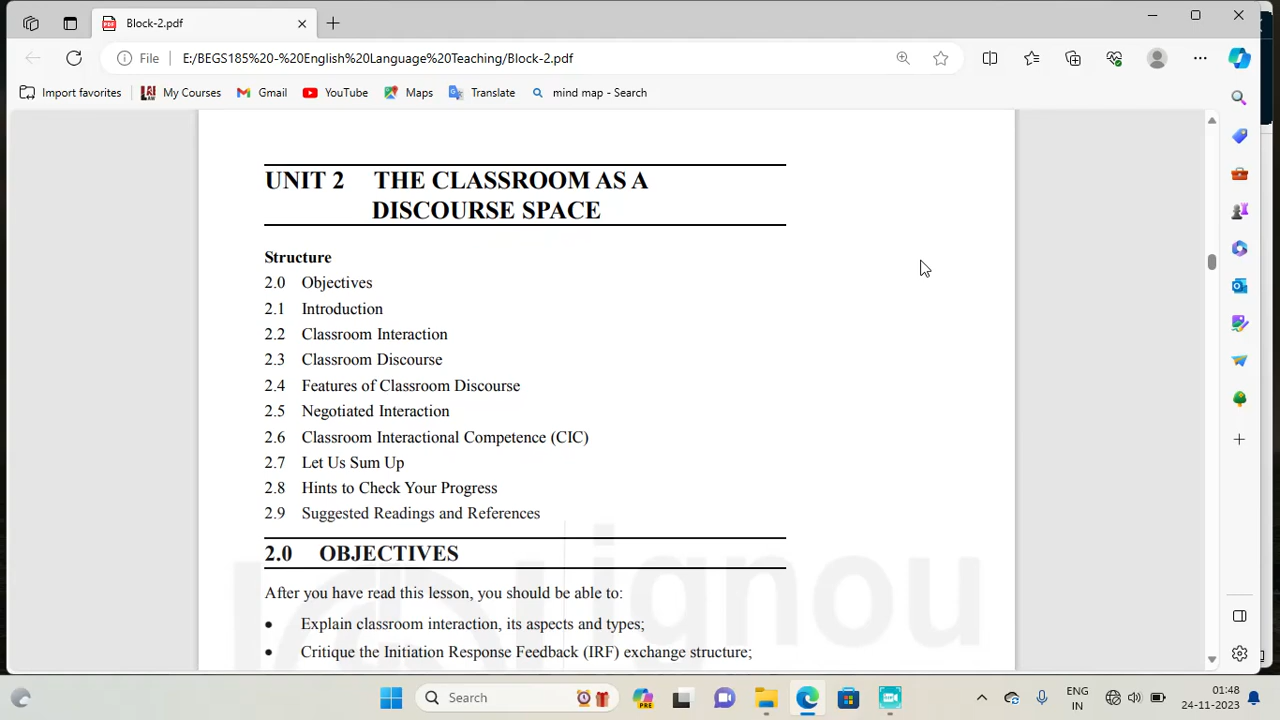 Block-2.pdf
File E:/BEGS185%20-%20English%20Language%20Teaching/Block-2.pdf
Import favorites My Courses Gmail YouTube Maps Translate mind map - Search
UNIT 2 THE CLASSROOM AS A
DISCOURSE SPACE
Structure
2.0 Objectives
2.1 Introduction
2.2 Classroom Interaction
2.3 Classroom Discourse
2.4 Features of Classroom Discourse
2.5 Negotiated Interaction
2.6 Classroom Interactional Competence (CIC)
2.7 Let Us Sum Up
2.8 Hints to Check Your Progress
2.9 Suggested Readings and References
2.0 OBJECTIVES
ignou
After you have read this lesson, you should be able to:
• Explain classroom interaction, its aspects and types;
• Critique the Initiation Response Feedback (IRF) exchange structure;
Search
PRE
ENG
IN
01:48
24-11-2023